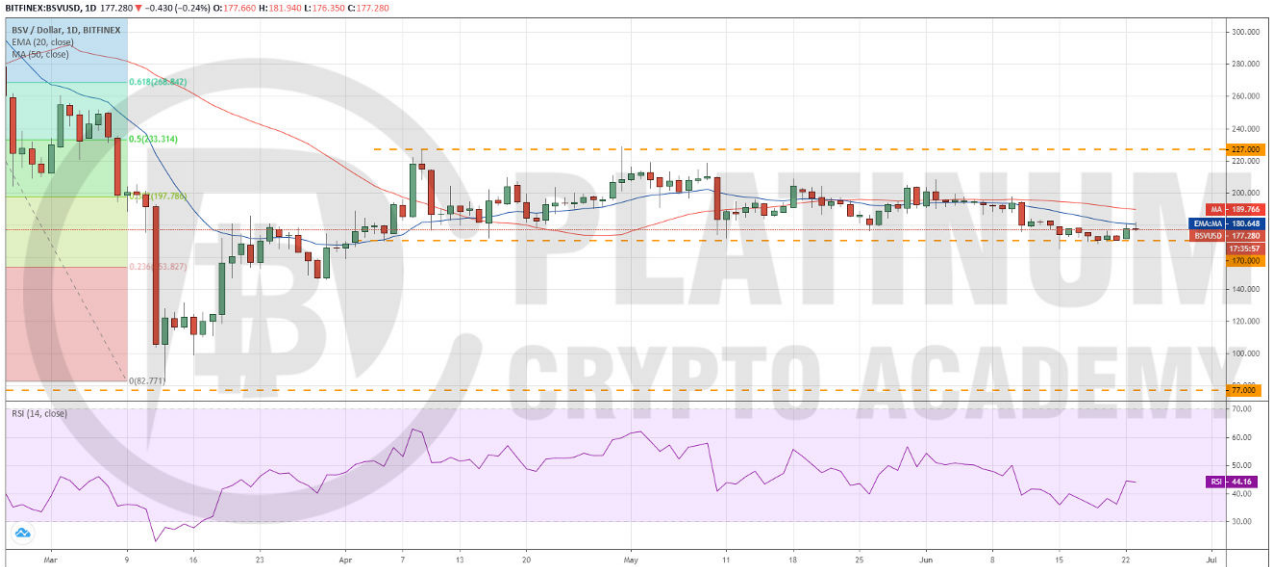 BITFINEX:BSVUSD, 1D 177.280 ▼ −0.430 (−0.24%) O:177.660 H:181.940 L:176.350 C:177.280
BSV / Dollar, 1D, BITFINEX
EMA (20, close)
MA (50, close)
0.618(268.842)
0.5(233.314)
(197.786)
0(82.771)
300.000
280.000
260.000
240.000
227.000
220.000
200.000
MA 189.766
EMA:MA 180.648
BSVUSD 177.280
17:35:57
170.000
140.000
120.000
100.000
77.000
PLATINUM
CRYPTO ACADEMY
RSI (14, close)
70.00
60.00
50.00
RSI 44.16
40.00
30.00
Mar 9 16 23 Apr 7 13 20 May 11 18 25 Jun 8 15 22 Jul